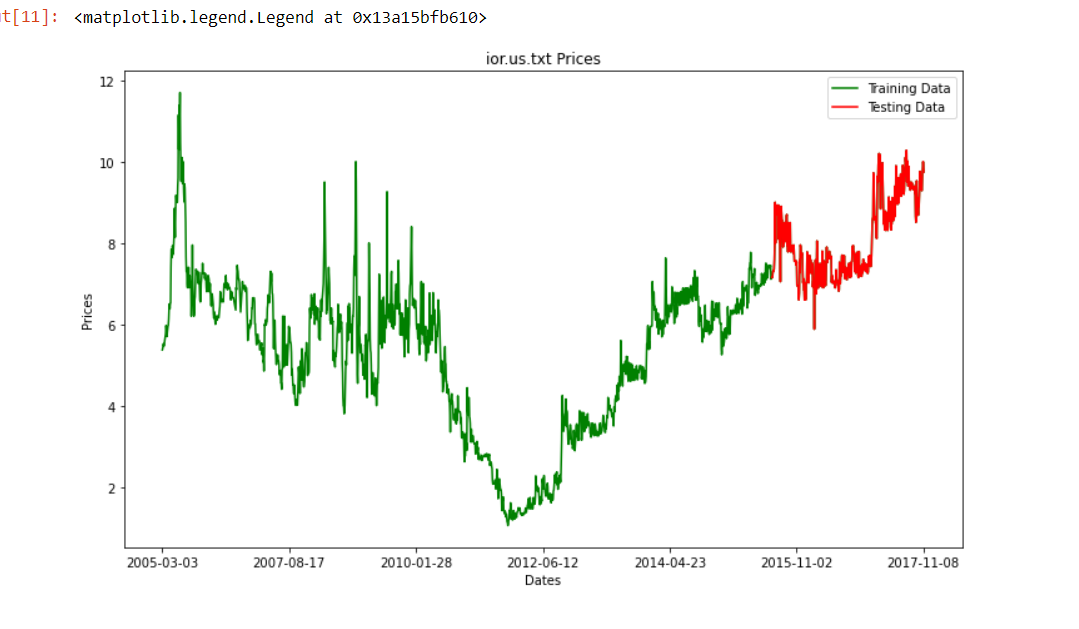 t[11]: <matplotlib.legend.Legend at 0x13a15bfb610>
ior.us.txt Prices
Training Data
Testing Data
12
10
8
6
4
2
Prices
2005-03-03 2007-08-17 2010-01-28 2012-06-12 2014-04-23 2015-11-02 2017-11-08
Dates